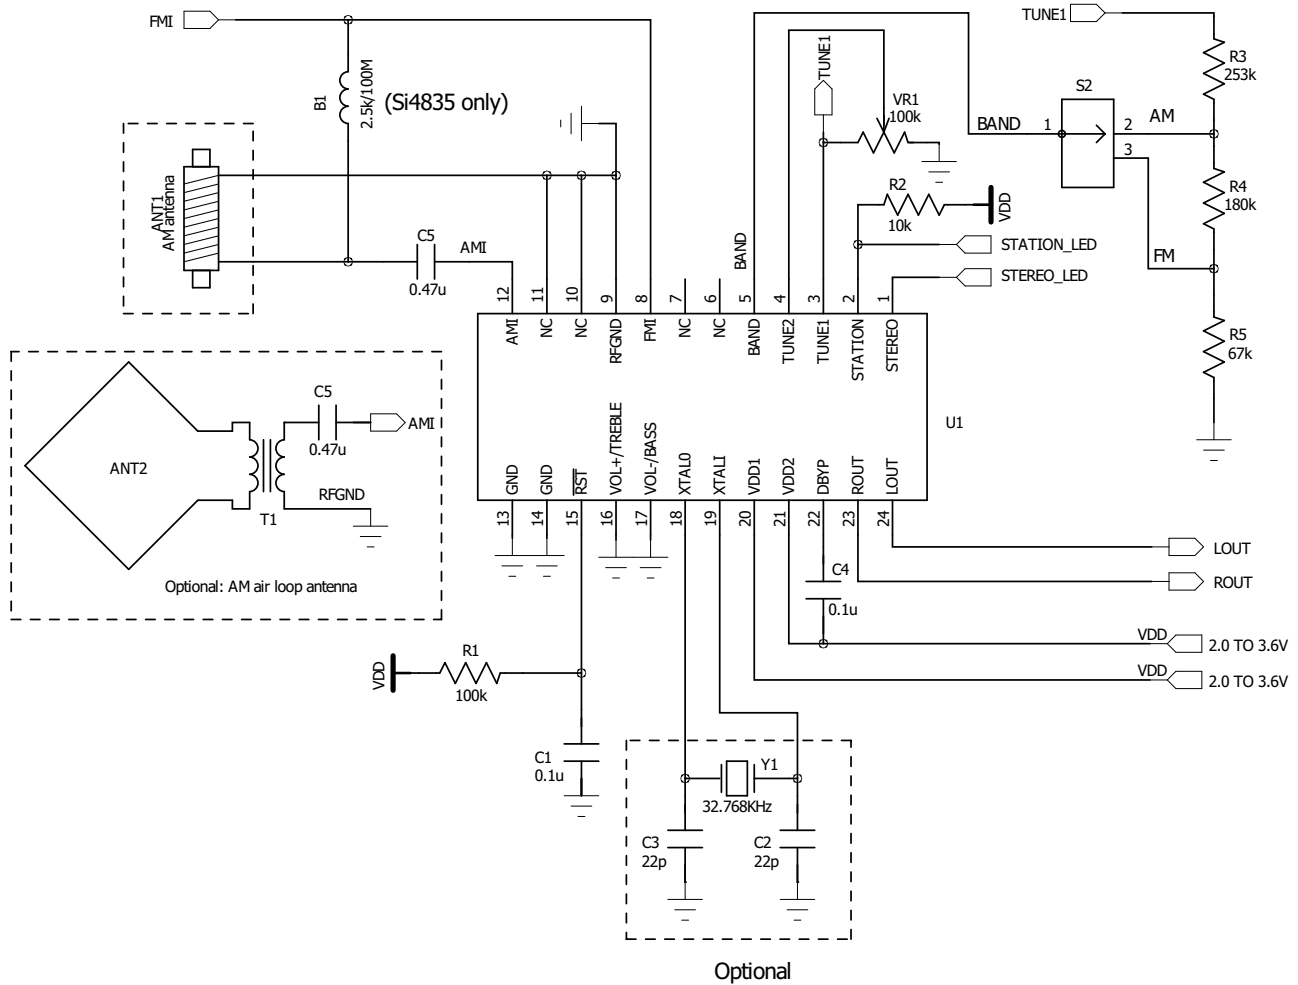 FMI
TUNE1
B1
2.5k/100M
(Si4835 only)
TUNE1
VR1
100k
S2
R3
253k
BAND
1
2
AM
3
ANT1
AM antenna
R2
10k
VDD
R4
180k
C5
0.47u
AMI
BAND
STATION_LED
FM
STEREO_LED
12
11
10
9
8
7
6
5
4
3
2
1
AMI
NC
NC
RFGND
FMI
NC
NC
BAND
TUNE2
TUNE1
STATION
STEREO
R5
67k
U1
C5
0.47u
AMI
ANT2
RFGND
T1
Optional: AM air loop antenna
GND
GND
RST
VOL+/TREBLE
VOL-/BASS
XTAL0
XTALI
VDD1
VDD2
DBYP
ROUT
LOUT
13
14
15
16
17
18
19
20
21
22
23
24
LOUT
C4
0.1u
ROUT
VDD
2.0 TO 3.6V
VDD
R1
100k
VDD
2.0 TO 3.6V
C1
0.1u
Y1
32.768KHz
C3
22p
C2
22p
Optional